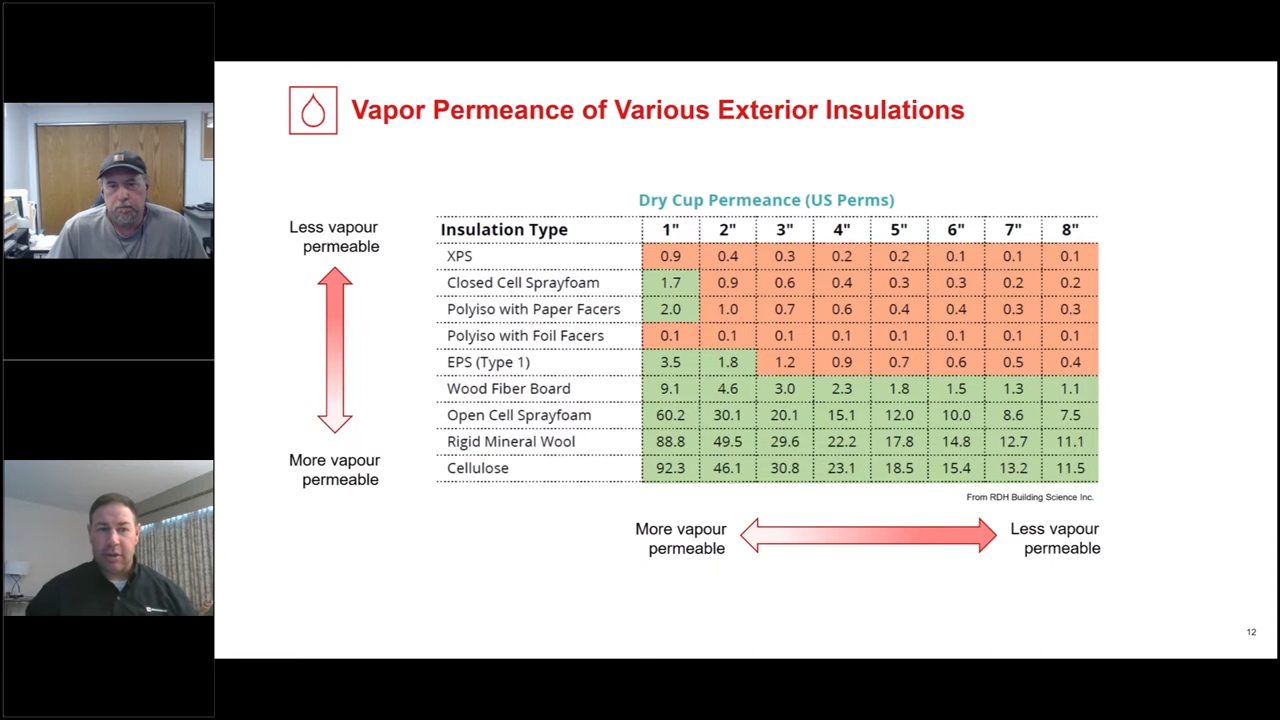 Vapor Permeance of Various Exterior Insulations
Dry Cup Permeance (US Perms)
Less vapour
permeable
More vapour
permeable
Insulation Type 1" 2" 3" 4" 5" 6" 7" 8"
XPS 0.9 0.4 0.3 0.2 0.2 0.1 0.1 0.1
Closed Cell Sprayfoam 1.7 0.9 0.6 0.4 0.3 0.3 0.2 0.2
Polyiso with Paper Facers 2.0 1.0 0.7 0.6 0.4 0.4 0.3 0.3
Polyiso with Foil Facers 0.1 0.1 0.1 0.1 0.1 0.1 0.1 0.1
EPS (Type 1) 3.5 1.8 1.2 0.9 0.7 0.6 0.5 0.4
Wood Fiber Board 9.1 4.6 3.0 2.3 1.8 1.5 1.3 1.1
Open Cell Sprayfoam 60.2 30.1 20.1 15.1 12.0 10.0 8.6 7.5
Rigid Mineral Wool 88.8 49.5 29.6 22.2 17.8 14.8 12.7 11.1
Cellulose 92.3 46.1 30.8 23.1 18.5 15.4 13.2 11.5
From RDH Building Science Inc.
More vapour
permeable
Less vapour
permeable
12